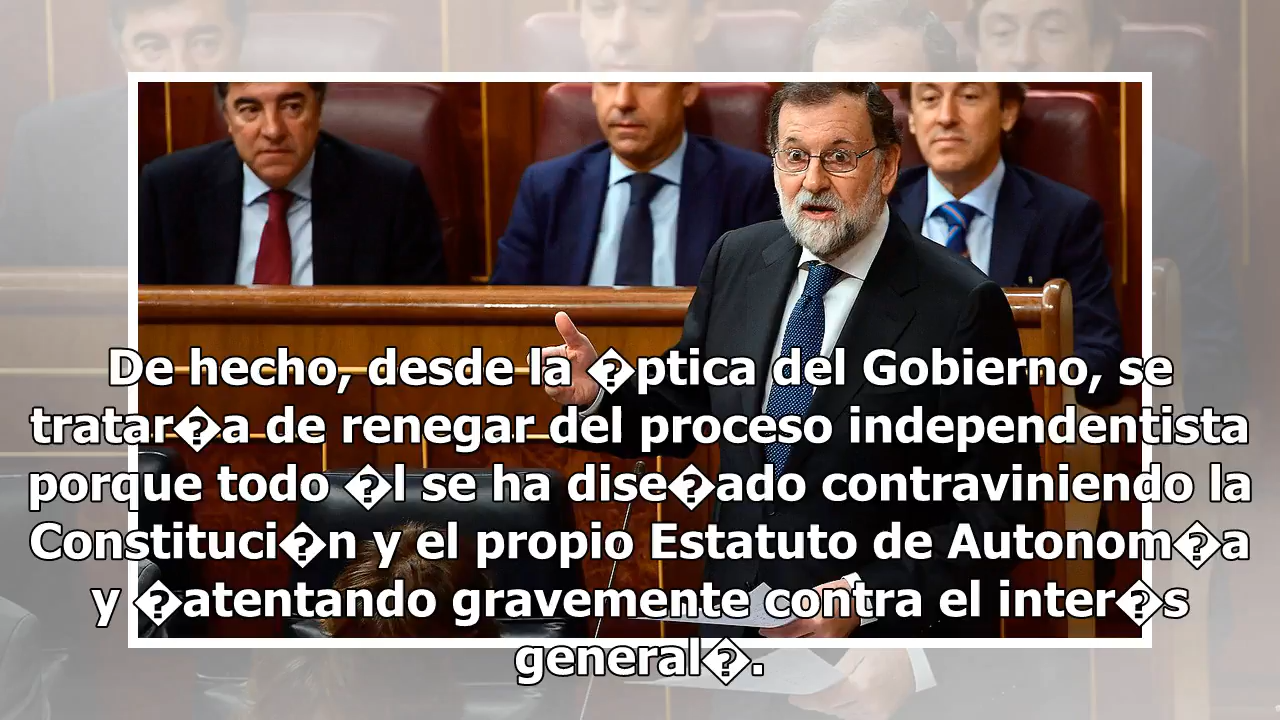 De hecho, desde la �ptica del Gobierno, se
tratar�a de renegar del proceso independentista
porque todo �l se ha dise�ado contraviniendo la
Constituci�n y el propio Estatuto de Autonom�a
y �atentando gravemente contra el inter�s
general�.